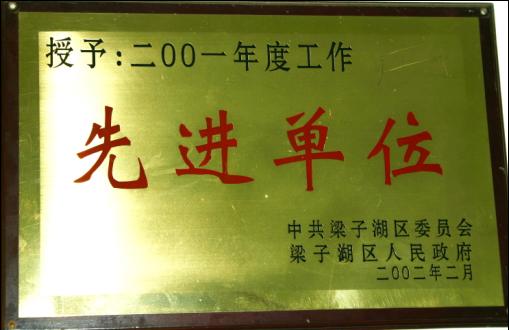 授予:二00一年度工作
先进单位
中共梁子湖区委员会
梁子湖区人民政府
二00二年二月